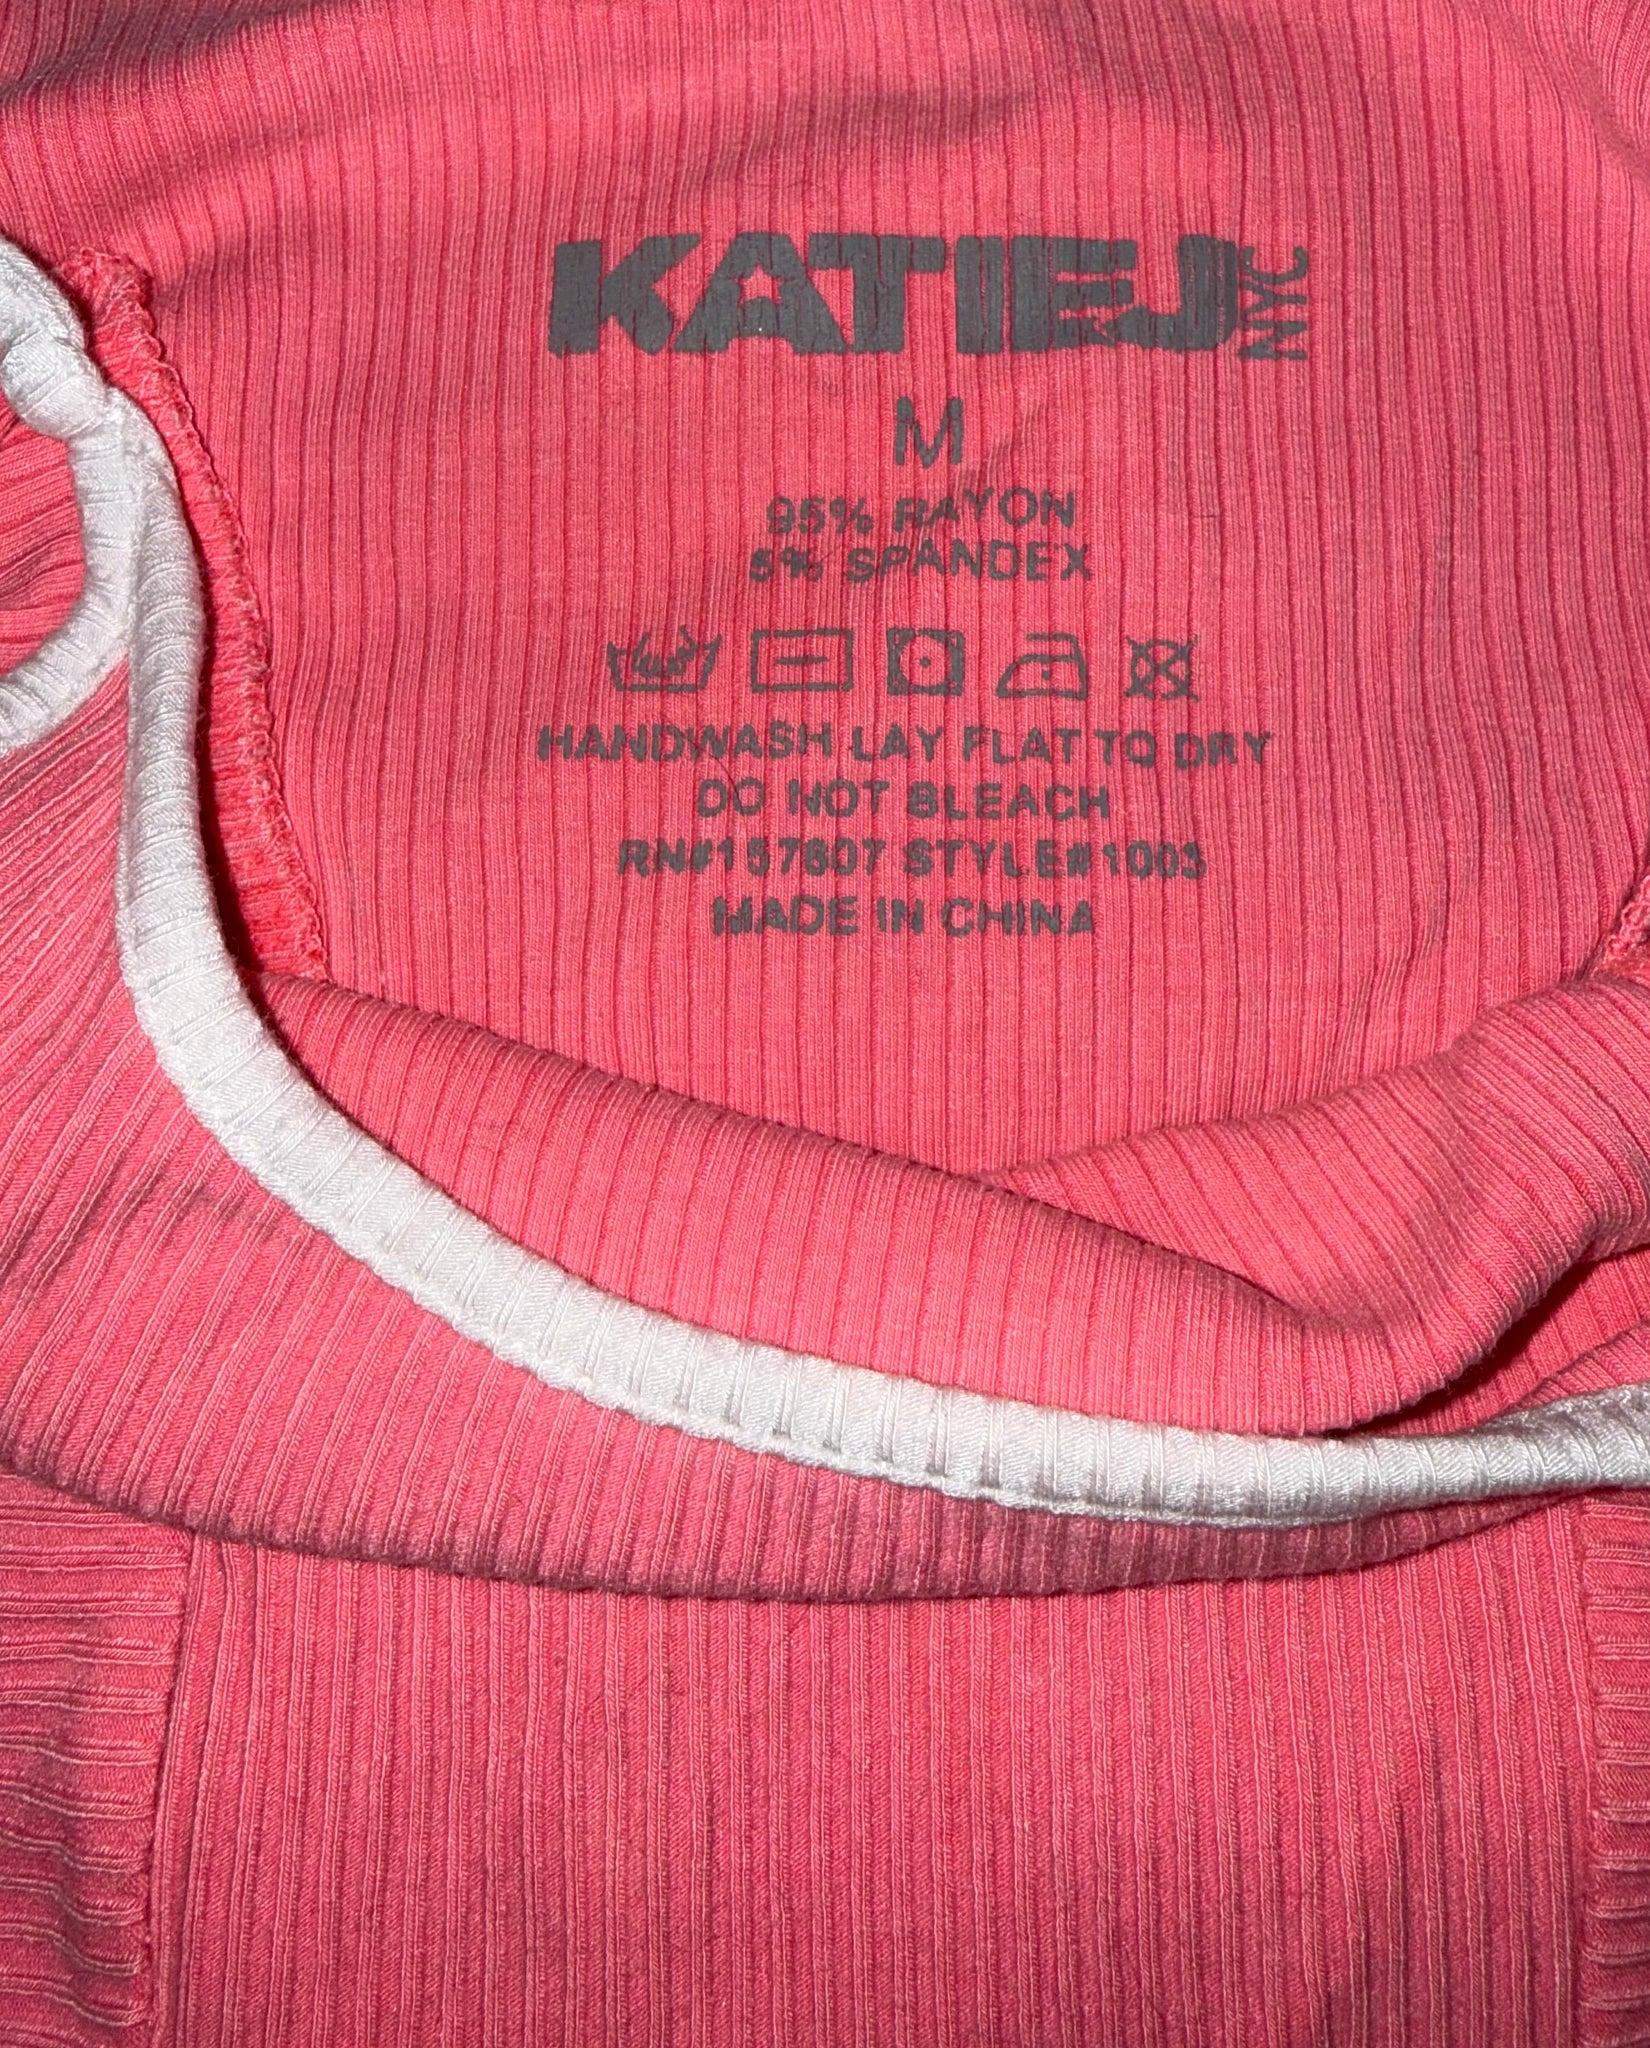 KATIEJ NYC
M
95% RAYON
5% SPANDEX
HANDWASH LAY FLAT TO DRY
DO NOT BLEACH
RN#157607 STYLE#1003
MADE IN CHINA